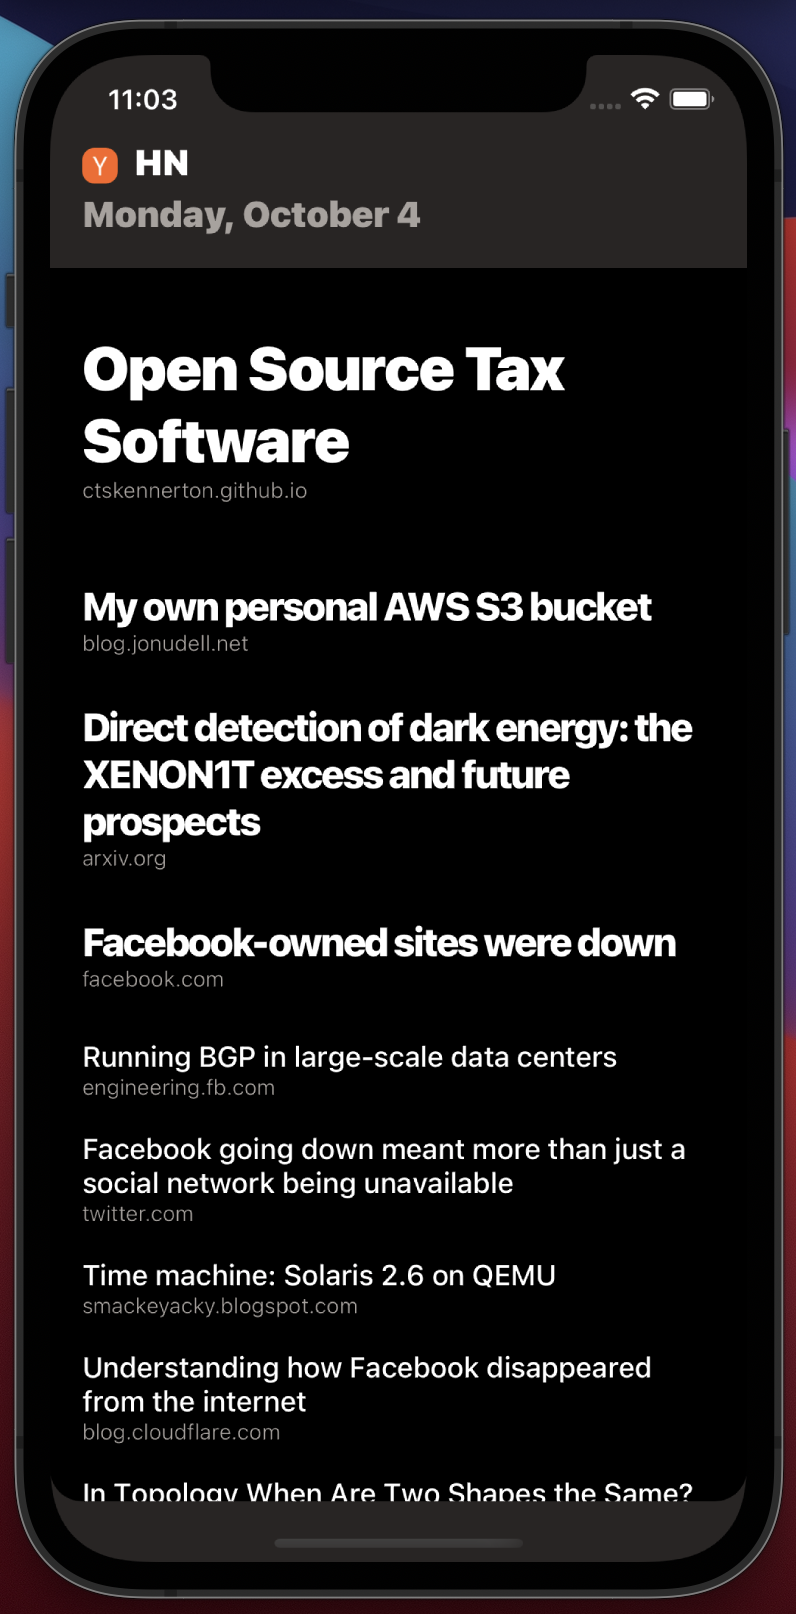 11:03
Y HN
Monday, October 4
Open Source Tax
Software
ctskennerton.github.io
My own personal AWS S3 bucket
blog.jonudell.net
Direct detection of dark energy: the
XENON1T excess and future
prospects
arxiv.org
Facebook-owned sites were down
facebook.com
Running BGP in large-scale data centers
engineering.fb.com
Facebook going down meant more than just a
social network being unavailable
twitter.com
Time machine: Solaris 2.6 on QEMU
smackeyacky.blogspot.com
Understanding how Facebook disappeared
from the internet
blog.cloudflare.com
In Topology When Are Two Shapes the Same?